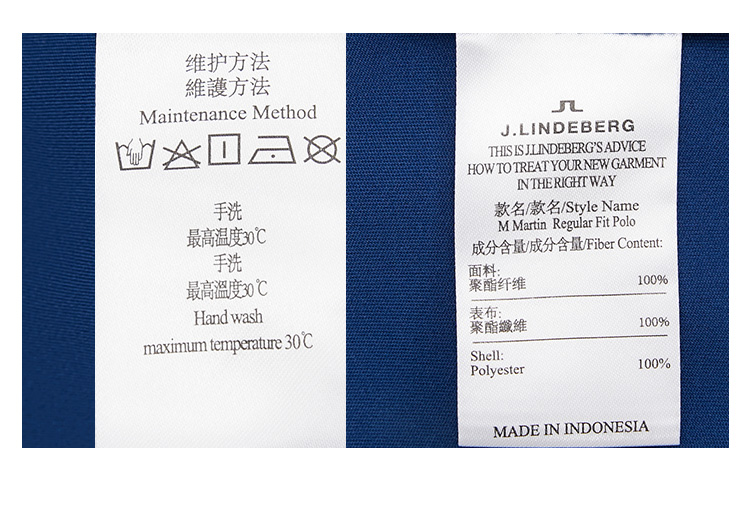 维护方法
維護方法
Maintenance Method
手洗
最高温度30℃
手洗
最高溫度30℃
Hand wash
maximum temperature 30℃
J.LINDEBERG
THIS IS J.LINDEBERG'S ADVICE
HOW TO TREAT YOUR NEW GARMENT
IN THE RIGHT WAY
款名/款名/Style Name
M Martin Regular Fit Polo
成分含量/成分含量/Fiber Content:
面料:
聚酯纤维 100%
表布:
聚酯纖維 100%
Shell:
Polyester 100%
MADE IN INDONESIA